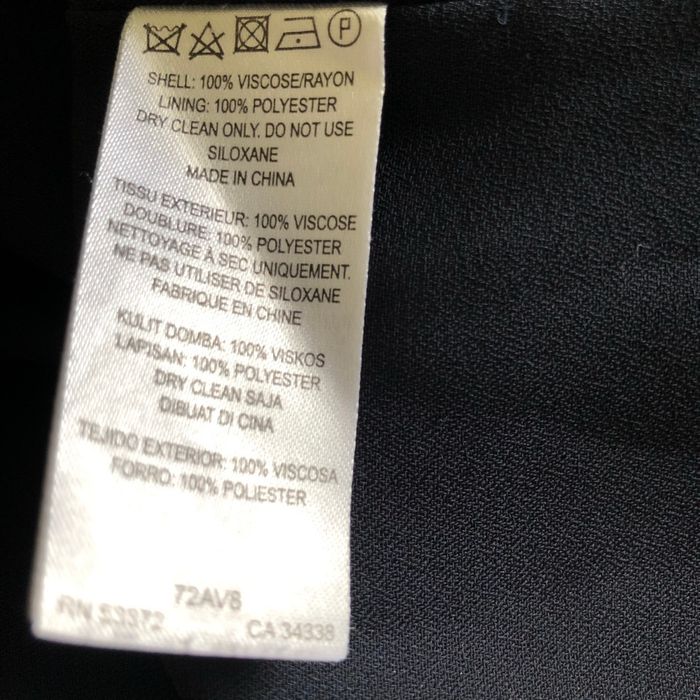 P
SHELL: 100% VISCOSE/RAYON
LINING: 100% POLYESTER
DRY CLEAN ONLY. DO NOT USE
SILOXANE
MADE IN CHINA
TISSU EXTERIEUR: 100% VISCOSE
DOUBLURE: 100% POLYESTER
NETTOYAGE À SEC UNIQUEMENT.
NE PAS UTILISER DE SILOXANE
FABRIQUE EN CHINE
KULIT DOMBA: 100% VISKOS
LAPISAN: 100% POLYESTER
DRY CLEAN SAJA
DIBUAT DI CINA
TEJIDO EXTERIOR: 100% VISCOSA
FORRO: 100% POLIESTER
72AV8
RN 53372 CA 34338